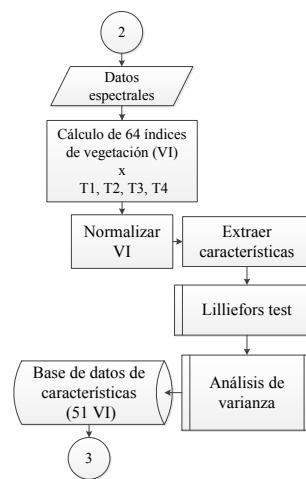 2
Datos
espectrales
Cálculo de 64 índices
de vegetación (VI)
x
T1, T2, T3, T4
Normalizar
VI
Extraer
características
Lilliefors test
Análisis de
varianza
Base de datos de
características
(51 VI)
3